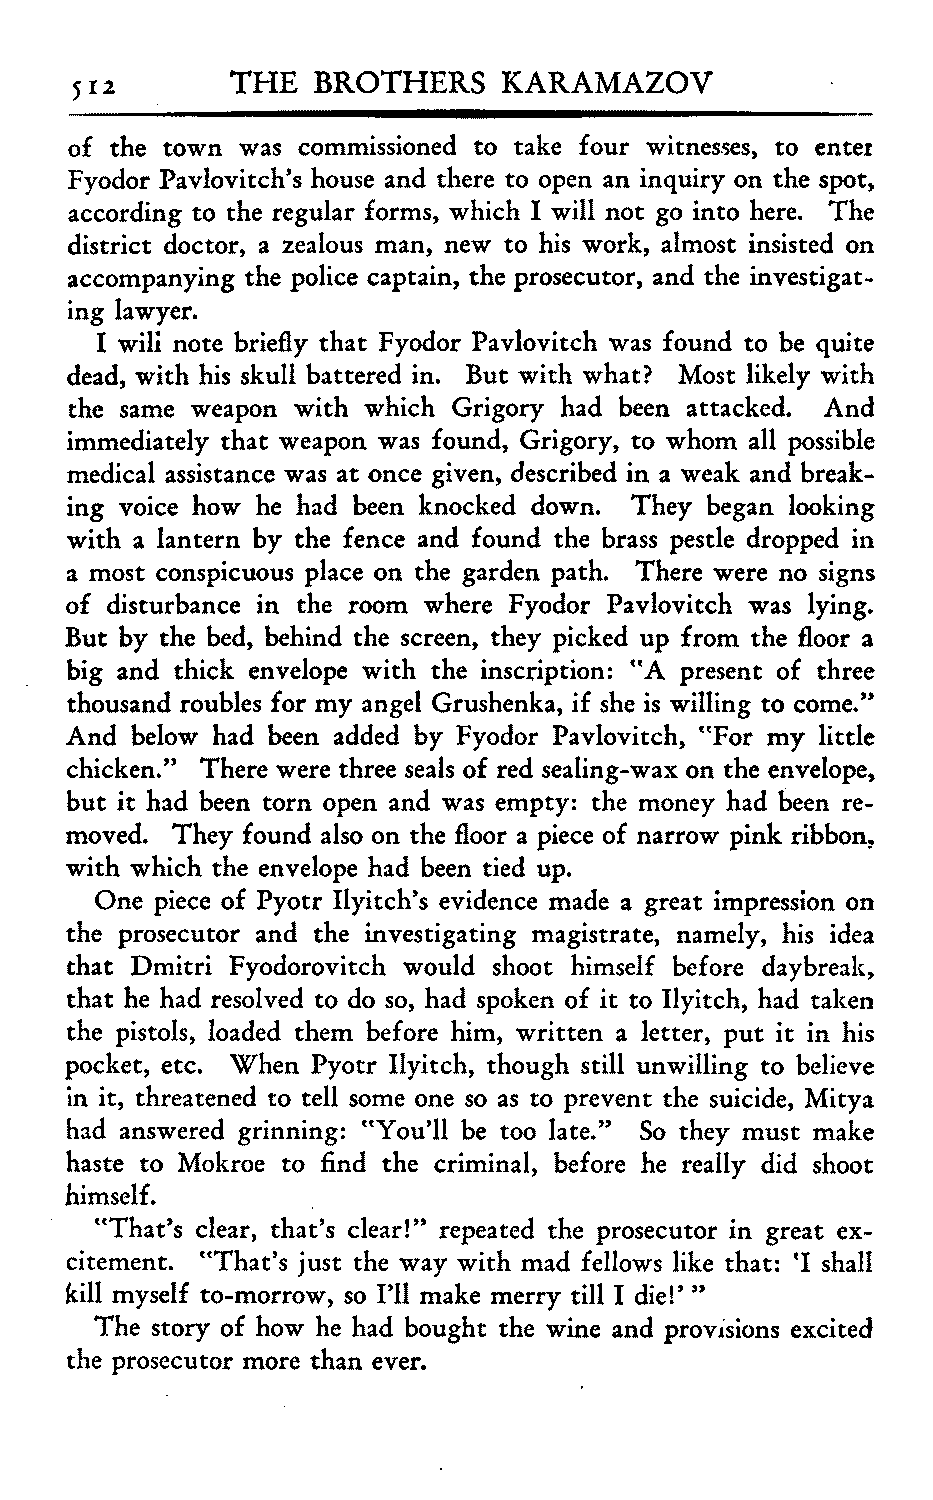 512 THE BROTHERS KARAMAZOV
of the town was commissioned to take four witnesses, to enter
Fyodor Pavlovitch's house and there to open an inquiry on the spot,
according to the regular forms, which I will not go into here. The
district doctor, a zealous man, new to his work, almost insisted on
accompanying the police captain, the prosecutor, and the investigat-
ing lawyer.
I will note briefly that Fyodor Pavlovitch was found to be quite
dead, with his skull battered in. But with what? Most likely with
the same weapon with which Grigory had been attacked. And
immediately that weapon was found, Grigory, to whom all possible
medical assistance was at once given, described in a weak and break-
ing voice how he had been knocked down. They began looking
with a lantern by the fence and found the brass pestle dropped in
a most conspicuous place on the garden path. There were no signs
of disturbance in the room where Fyodor Pavlovitch was lying.
But by the bed, behind the screen, they picked up from the floor a
big and thick envelope with the inscription: "A present of three
thousand roubles for my angel Grushenka, if she is willing to come."
And below had been added by Fyodor Pavlovitch, "For my little
chicken." There were three seals of red sealing-wax on the envelope,
but it had been torn open and was empty: the money had been re-
moved. They found also on the floor a piece of narrow pink ribbon,
with which the envelope had been tied up.
One piece of Pyotr Ilyitch's evidence made a great impression on
the prosecutor and the investigating magistrate, namely, his idea
that Dmitri Fyodorovitch would shoot himself before daybreak,
that he had resolved to do so, had spoken of it to Ilyitch, had taken
the pistols, loaded them before him, written a letter, put it in his
pocket, etc. When Pyotr Ilyitch, though still unwilling to believe
in it, threatened to tell some one so as to prevent the suicide, Mitya
had answered grinning: "You'll be too late." So they must make
haste to Mokroe to find the criminal, before he really did shoot
himself.
"That's clear, that's clear!" repeated the prosecutor in great ex-
citement. "That's just the way with mad fellows like that: 'I shall
kill myself to-morrow, so I'll make merry till I die!' "
The story of how he had bought the wine and provisions excited
the prosecutor more than ever.